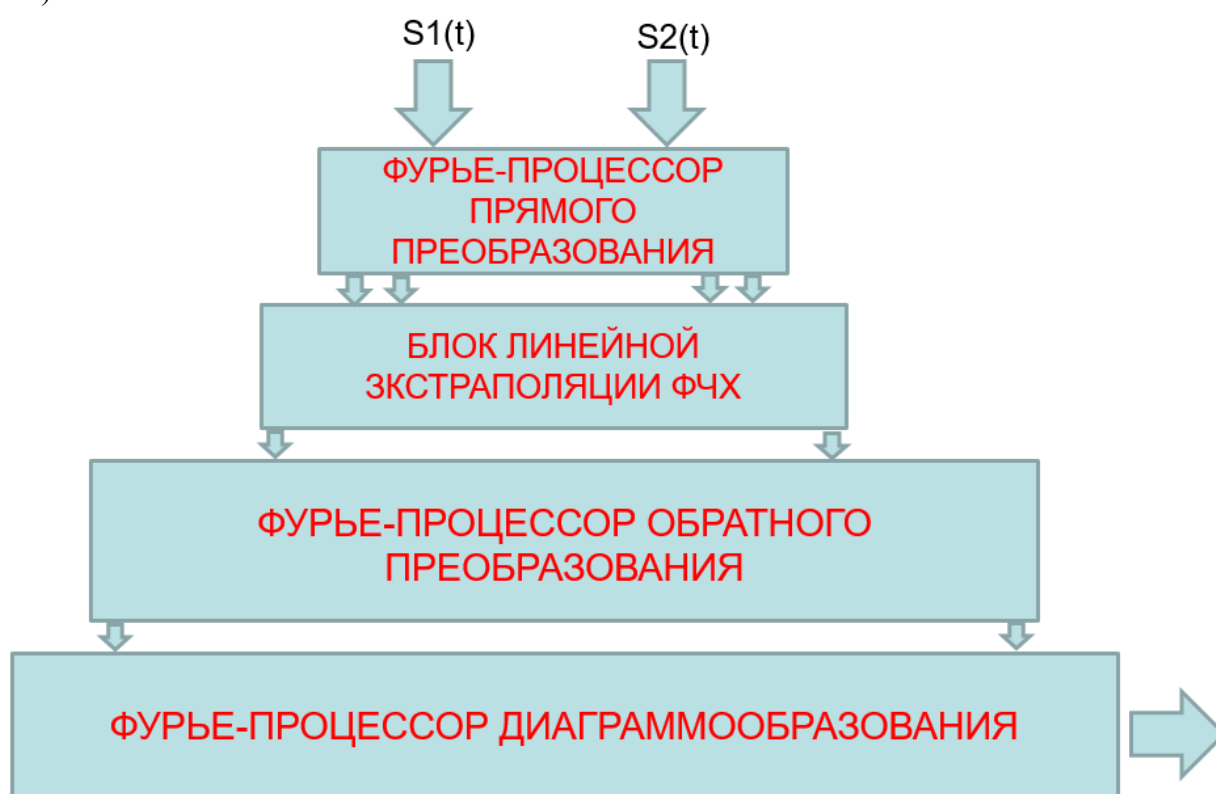 S1(t) S2(t)
ФУРЬЕ-ПРОЦЕССОР
ПРЯМОГО
ПРЕОБРАЗОВАНИЯ
БЛОК ЛИНЕЙНОЙ
ЗКСТРАПОЛЯЦИИ ФЧХ
ФУРЬЕ-ПРОЦЕССОР ОБРАТНОГО
ПРЕОБРАЗОВАНИЯ
ФУРЬЕ-ПРОЦЕССОР ДИАГРАММООБРАЗОВАНИЯ